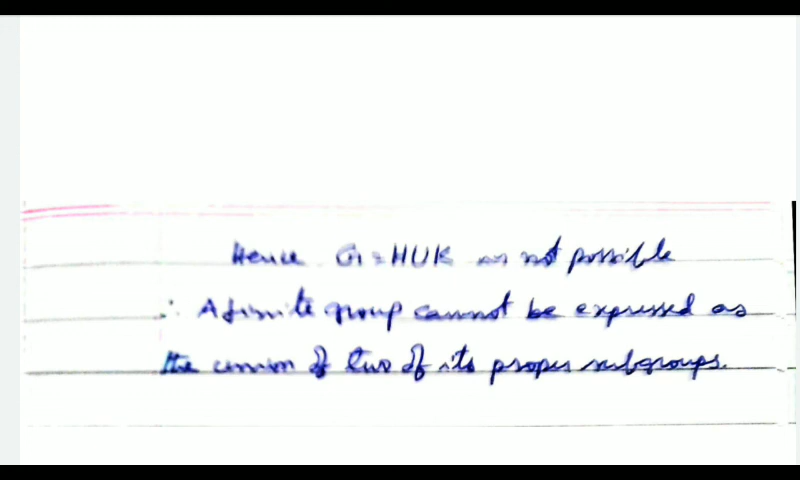 Hence G = HUK is not possible
∴ A finite group cannot be expressed as
the union of two of its proper subgroups.